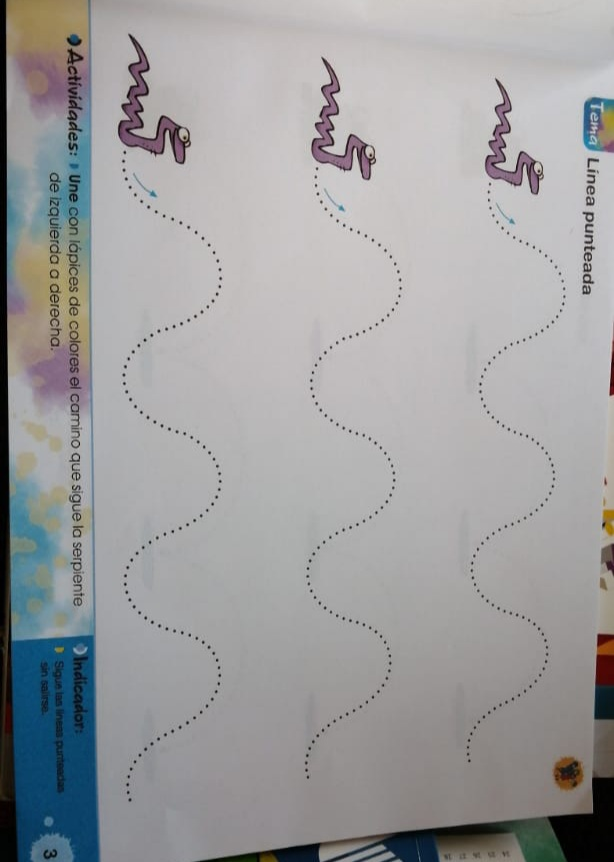 Tema Línea punteada
Actividades: Une con lápices de colores el camino que sigue la serpiente
de izquierda a derecha.
Indicador:
Sigue las líneas punteadas
sin salirse.
3